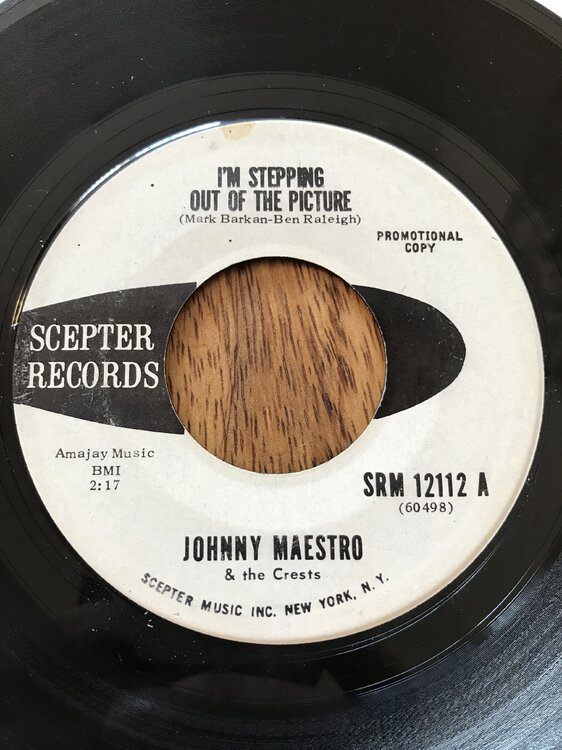 I'M STEPPING
OUT OF THE PICTURE
(Mark Barkan-Ben Raleigh)
PROMOTIONAL
COPY
SCEPTER
RECORDS
Amajay Music
BMI
2:17
SRM 12112 A
(60498)
JOHNNY MAESTRO
& the Crests
SCEPTER MUSIC INC. NEW YORK, N.Y.